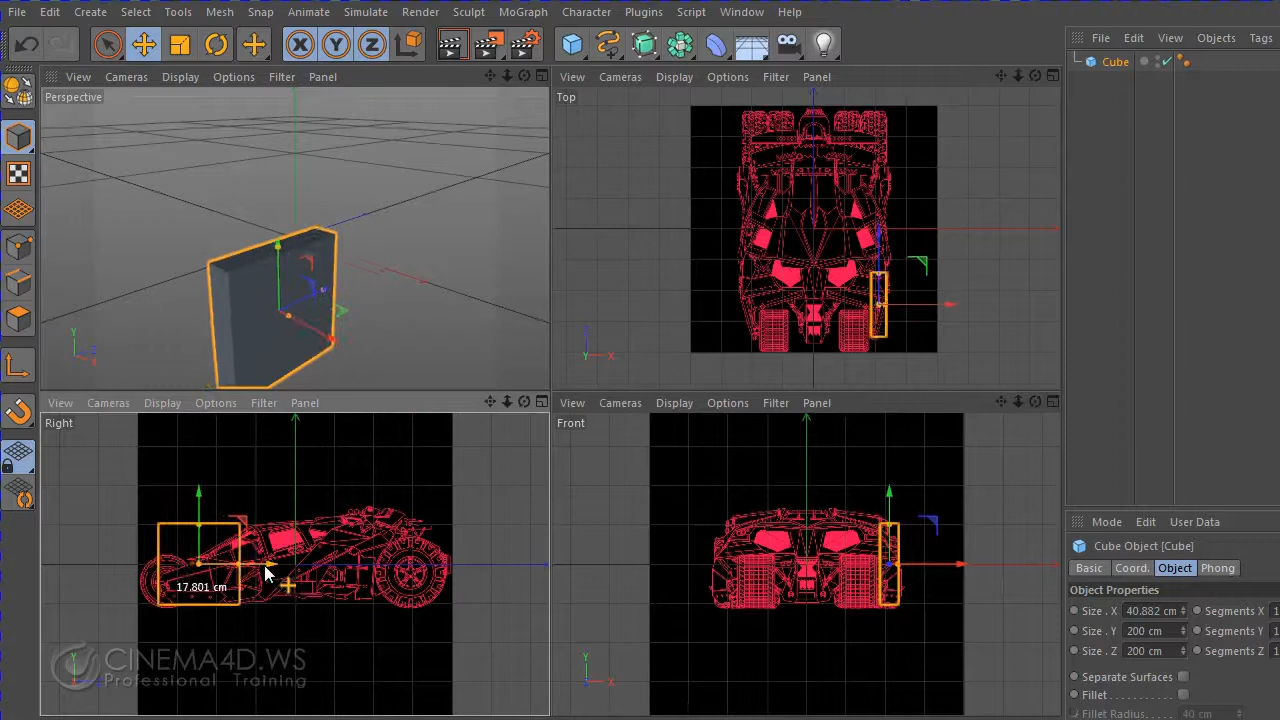 File Edit Create Select Tools Mesh Snap Animate Simulate Render Sculpt MoGraph Character Plugins Script Window Help
X Y Z
File Edit View Objects Tags
Cube
View Cameras Display Options Filter Panel
Perspective
Y
View Cameras Display Options Filter Panel
Top
Y X
View Cameras Display Options Filter Panel
Right
17.801 cm
Y
CINEMA4D.WS
Professional Training
View Cameras Display Options Filter Panel
Front
Y
X
Mode Edit User Data
Cube Object [Cube]
Basic Coord. Object Phong
Object Properties
Size . X 40.882 cm Segments X 1
Size . Y 200 cm Segments Y 1
Size . Z 200 cm Segments Z 1
Separate Surfaces
Fillet
Fillet Radius 40 cm